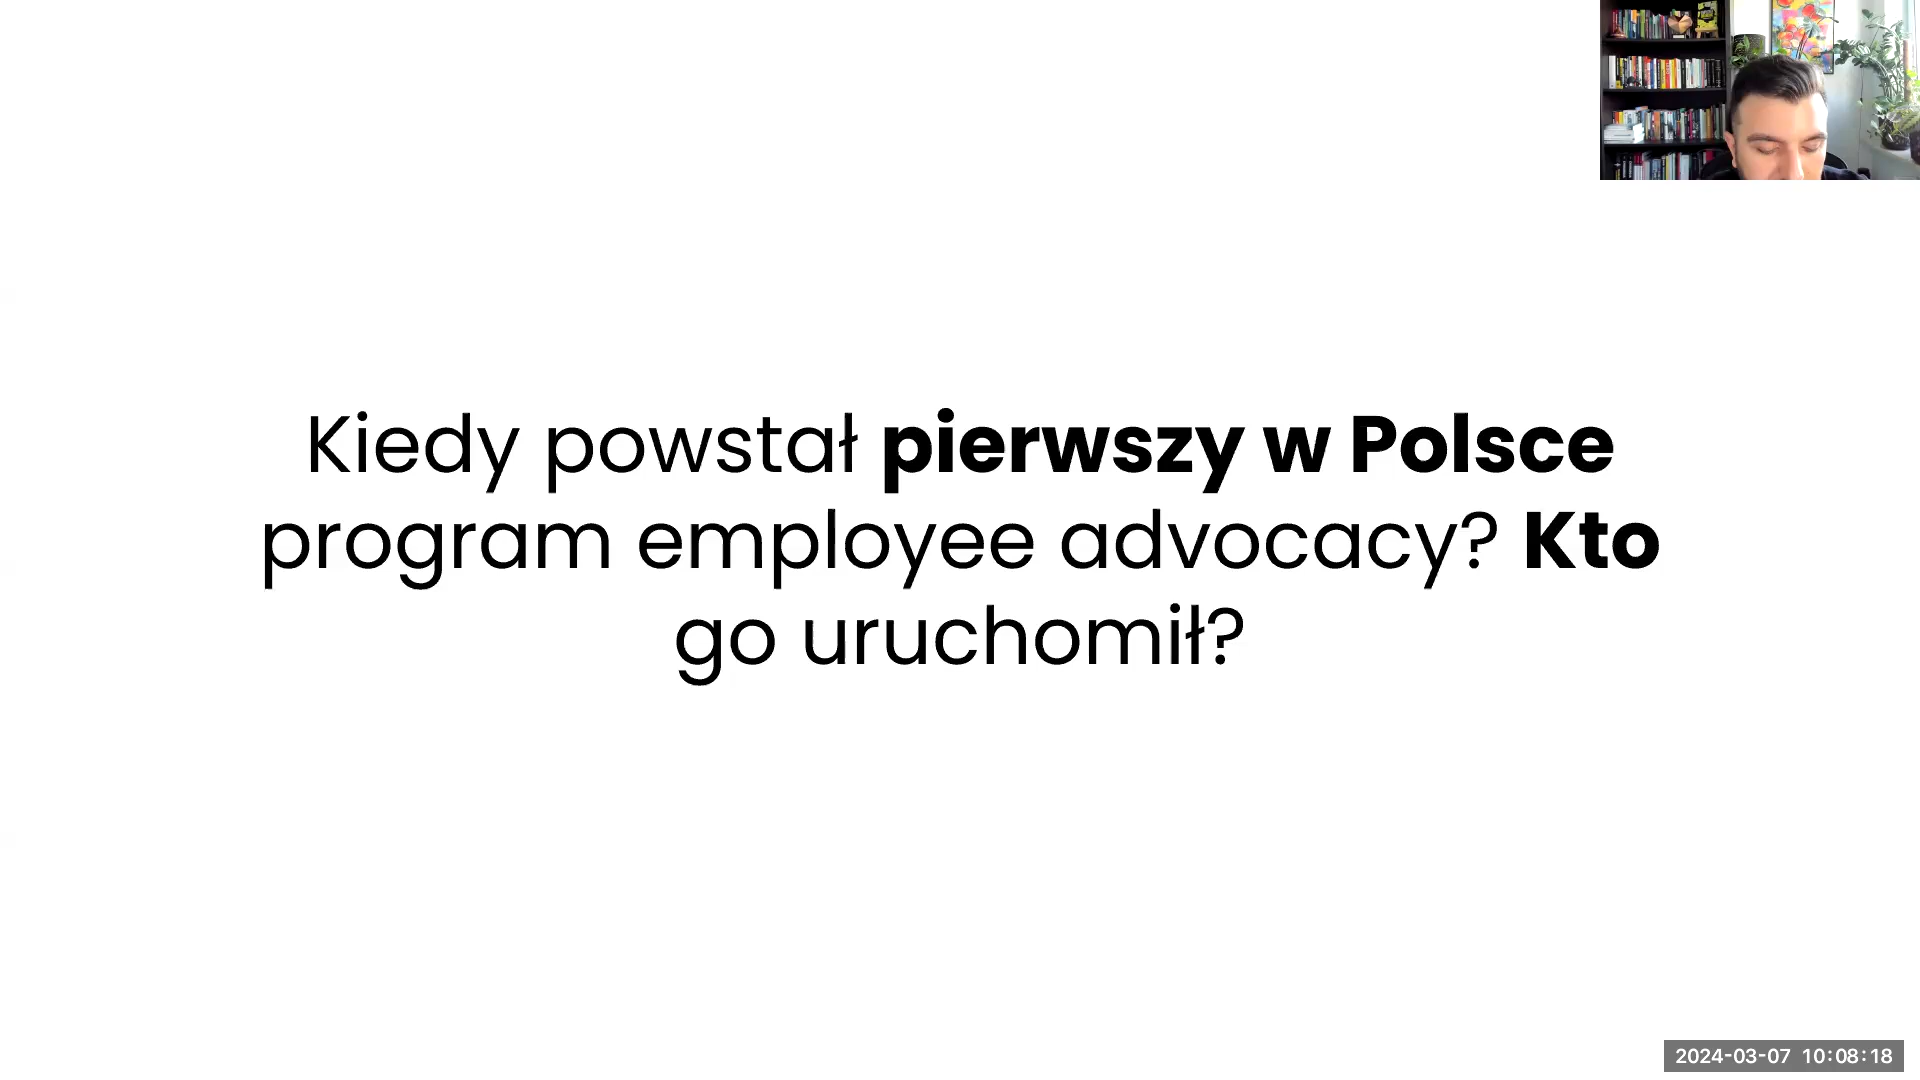 Kiedy powstał pierwszy w Polsce
program employee advocacy? Kto
go uruchomił?
2024-03-07 10:08:18